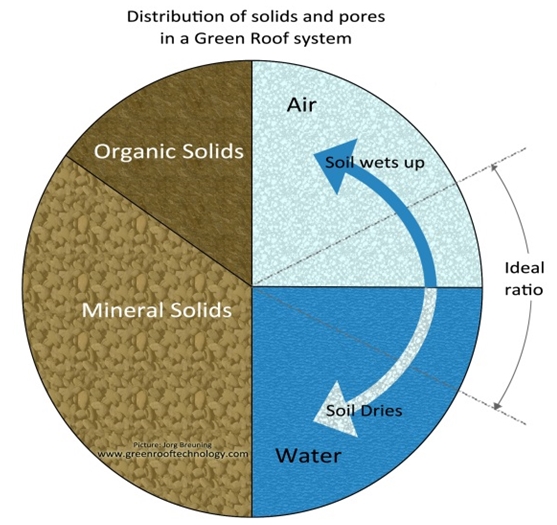 Distribution of solids and pores
in a Green Roof system
Air
Organic Solids
Soil wets up
Ideal
ratio
Mineral Solids
Soil Dries
Picture: Jorg Breuning
www.greenrooftechnology.com
Water